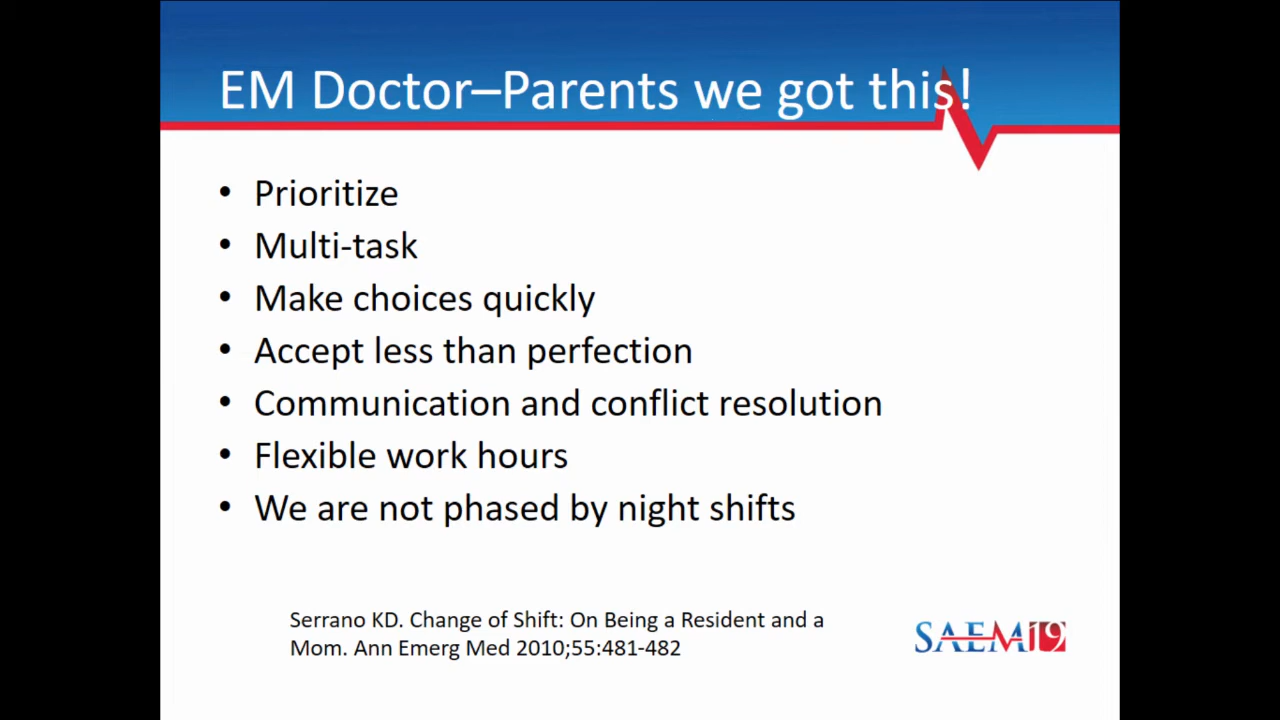 EM Doctor–Parents we got this!
• Prioritize
• Multi-task
• Make choices quickly
• Accept less than perfection
• Communication and conflict resolution
• Flexible work hours
• We are not phased by night shifts
Serrano KD. Change of Shift: On Being a Resident and a
Mom. Ann Emerg Med 2010;55:481-482
SAEM19